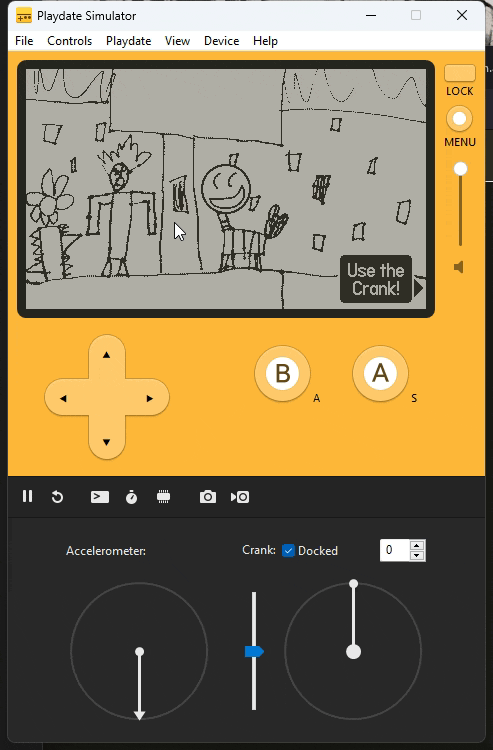 Playdate Simulator
File Controls Playdate View Device Help
LOCK
MENU
Use the
Crank!
B A
A S
Accelerometer: Crank: Docked 0